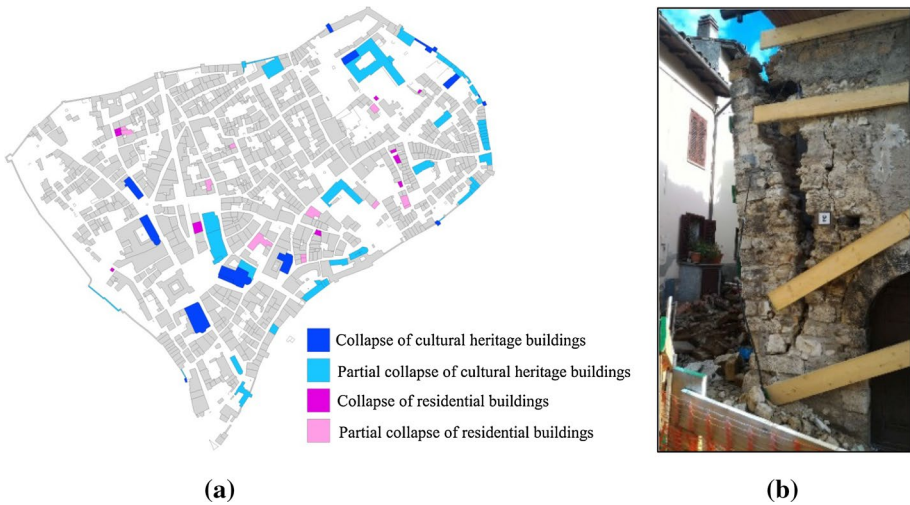 Collapse of cultural heritage buildings
Partial collapse of cultural heritage buildings
Collapse of residential buildings
Partial collapse of residential buildings
(a)
(b)